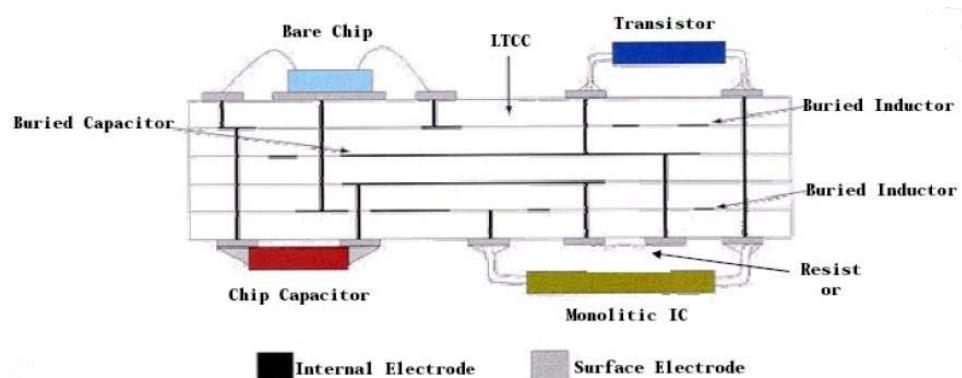 Transistor
Bare Chip
LTCC
Buried Inductor
Buried Capacitor
Buried Inductor
Resist
or
Chip Capacitor
Monolitic IC
Internal Electrode
Surface Electrode